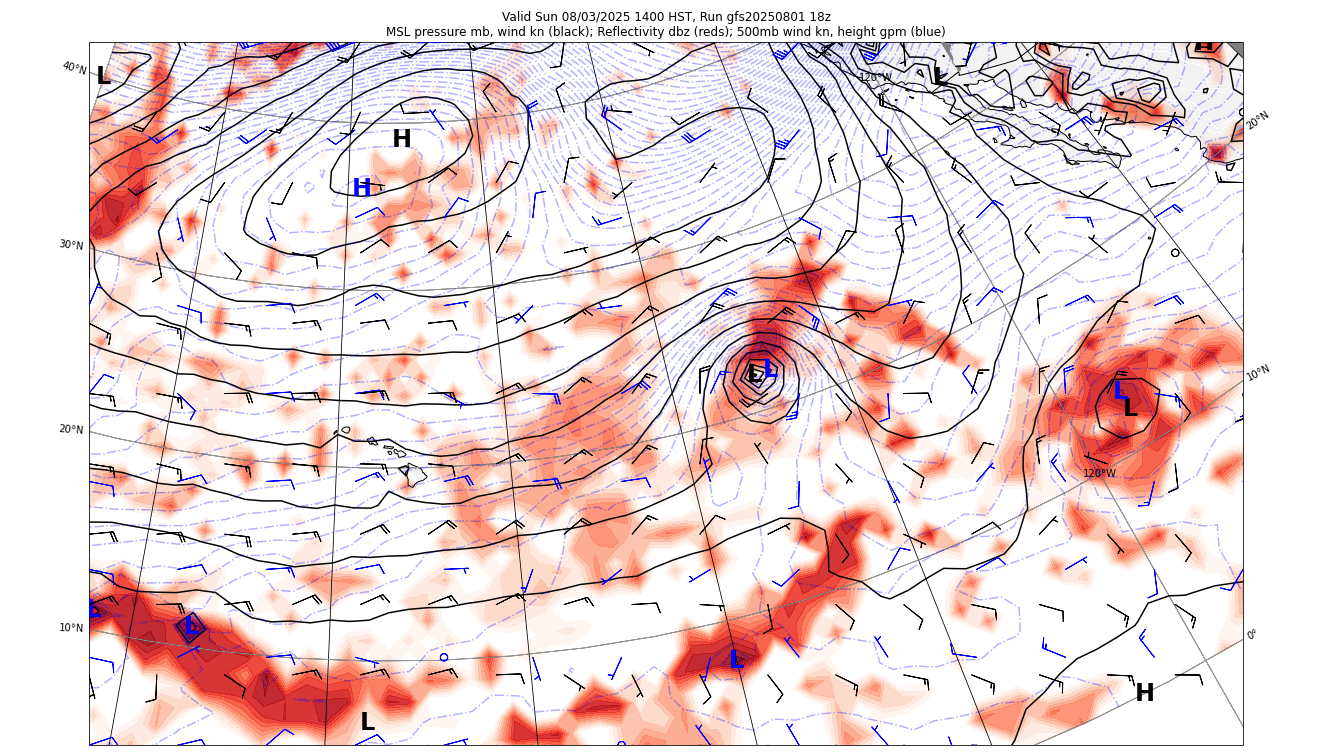 Valid Sun 08/03/2025 1400 HST, Run gfs20250801 18z
MSL pressure mb, wind kn (black); Reflectivity dbz (reds); 500mb wind kn, height gpm (blue)
H
40°N
L
120°W
L
20°N
H
H
30°N
L
L
10°N
L
L
20°N
120°W
L
L
10°N
0°
L
H
L